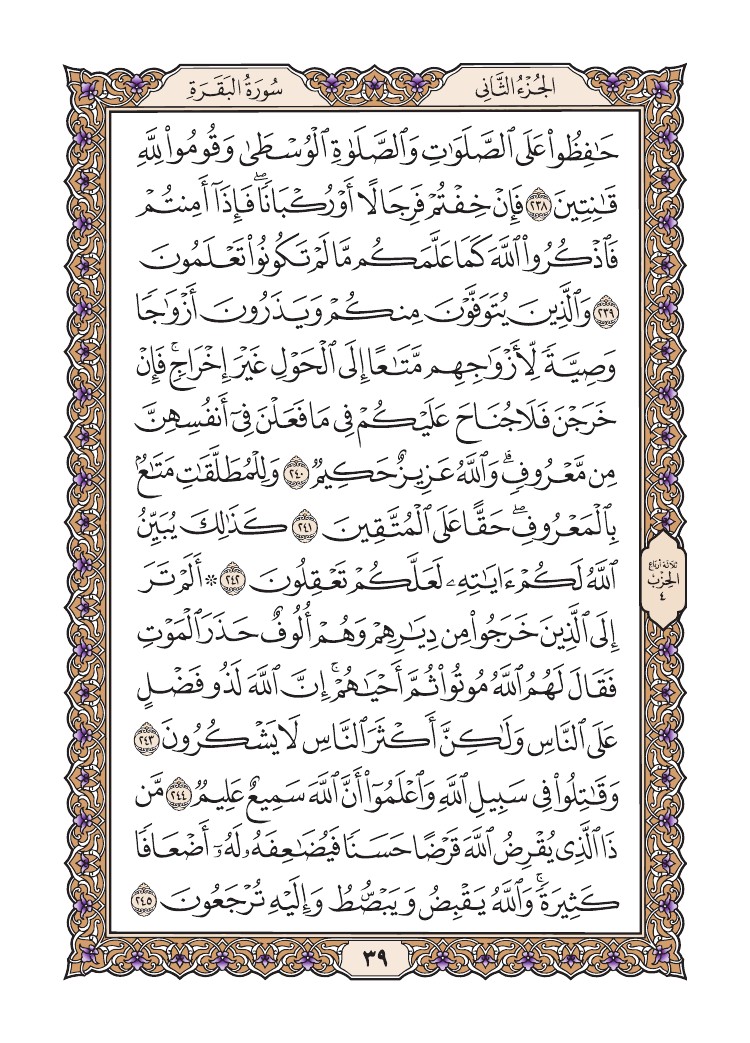 الجُزْءُ الثَّانِي
سُورَةُ البَقَرَةِ
حَٰفِظُوا۟ عَلَى ٱلصَّلَوَٰتِ وَٱلصَّلَوٰةِ ٱلْوُسْطَىٰ وَقُومُوا۟ لِلَّهِ
قَٰنِتِينَ ٢٣٨ فَإِنْ خِفْتُمْ فَرِجَالًا أَوْ رُكْبَانًا ۖ فَإِذَآ أَمِنتُمْ
فَٱذْكُرُوا۟ ٱللَّهَ كَمَا عَلَّمَكُم مَّا لَمْ تَكُونُوا۟ تَعْلَمُونَ
٢٣٩ وَٱلَّذِينَ يُتَوَفَّوْنَ مِنكُمْ وَيَذَرُونَ أَزْوَٰجًا
وَصِيَّةً لِّأَزْوَٰجِهِم مَّتَٰعًا إِلَى ٱلْحَوْلِ غَيْرَ إِخْرَاجٍ ۚ فَإِنْ
خَرَجْنَ فَلَا جُنَاحَ عَلَيْكُمْ فِى مَا فَعَلْنَ فِىٓ أَنفُسِهِنَّ
مِن مَّعْرُوفٍ ۗ وَٱللَّهُ عَزِيزٌ حَكِيمٌ ٢٤٠ وَلِلْمُطَلَّقَٰتِ مَتَٰعٌۢ
بِٱلْمَعْرُوفِ ۖ حَقًّا عَلَى ٱلْمُتَّقِينَ ٢٤١ كَذَٰلِكَ يُبَيِّنُ
ٱللَّهُ لَكُمْ ءَايَٰتِهِۦ لَعَلَّكُمْ تَعْقِلُونَ ٢٤٢ ۞ أَلَمْ تَرَ
ثلاثة أرباع
الحِزْب
٤
إِلَى ٱلَّذِينَ خَرَجُوا۟ مِن دِيَٰرِهِمْ وَهُمْ أُلُوفٌ حَذَرَ ٱلْمَوْتِ
فَقَالَ لَهُمُ ٱللَّهُ مُوتُوا۟ ثُمَّ أَحْيَٰهُمْ ۚ إِنَّ ٱللَّهَ لَذُو فَضْلٍ
عَلَى ٱلنَّاسِ وَلَٰكِنَّ أَكْثَرَ ٱلنَّاسِ لَا يَشْكُرُونَ ٢٤٣
وَقَٰتِلُوا۟ فِى سَبِيلِ ٱللَّهِ وَٱعْلَمُوٓا۟ أَنَّ ٱللَّهَ سَمِيعٌ عَلِيمٌ ٢٤٤ مَّن
ذَا ٱلَّذِى يُقْرِضُ ٱللَّهَ قَرْضًا حَسَنًا فَيُضَٰعِفَهُۥ لَهُۥٓ أَضْعَافًا
كَثِيرَةً ۚ وَٱللَّهُ يَقْبِضُ وَيَبْصُۜطُ وَإِلَيْهِ تُرْجَعُونَ ٢٤٥
٣٩